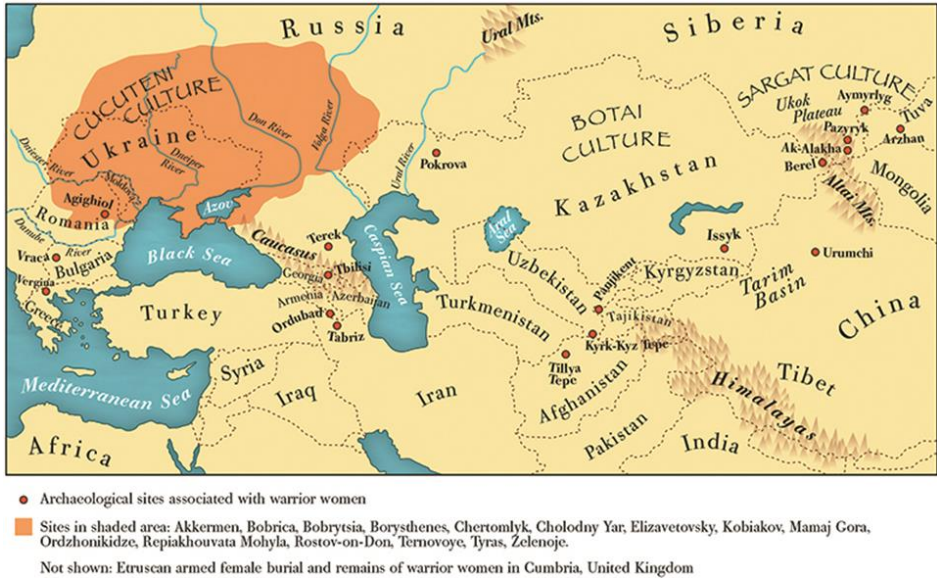 Russia
Siberia
Ural Mts.
CUCUTENI
CULTURE
Ukraine
Don River
Volga River
Ural River
Dniester River
Dneiper
River
Moldova
Pokrova
BOTAI
CULTURE
Kazakhstan
SARGAT CULTURE
Ukok
Plateau
Aymyrlyg
Tuva
Pazyryk
Arzhan
Ak-Alakha
Berel
Altai Mts.
Mongolia
Agighiol
Romania
Azov
Danube
River
Vraca
Bulgaria
Black Sea
Caucasus
Terek
Caspian Sea
Aral
Sea
Issyk
Urumchi
Vergina
Greece
Georgia
Tbilisi
Armenia
Azerbaijan
Uzbekistan
Panjikent
Kyrgyzstan
Tarim
Basin
China
Turkey
Ordubad
Tabriz
Turkmenistan
Tajikistan
Kyrk-Kyz Tepe
Tillya
Tepe
Mediterranean Sea
Syria
Iraq
Iran
Afghanistan
Himalayas
Tibet
Africa
Pakistan
India
Archaeological sites associated with warrior women
Sites in shaded area: Akkermen, Bobrica, Bobrytsia, Borysthenes, Chertomlyk, Cholodny Yar, Elizavetovsky, Kobiakov, Mamaj Gora,
Ordzhonikidze, Repiakhouvata Mohyla, Rostov-on-Don, Ternovoye, Tyras, Zelenoje.
Not shown: Etruscan armed female burial and remains of warrior women in Cumbria, United Kingdom